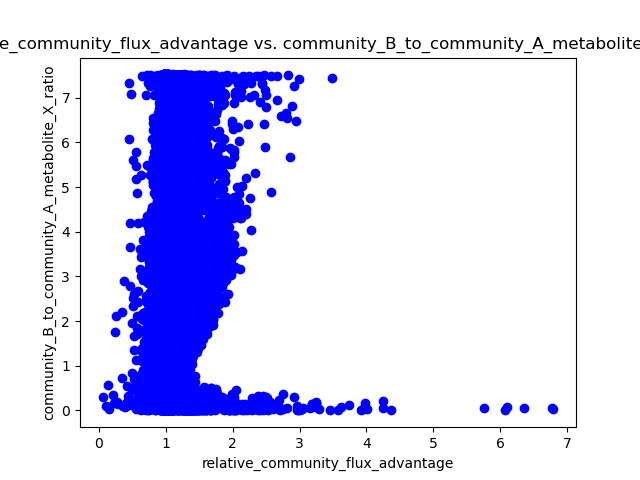 e_community_flux_advantage vs. community_B_to_community_A_metabolite
community_B_to_community_A_metabolite_X_ratio
7
6
5
4
3
2
1
0
0 1 2 3 4 5 6 7
relative_community_flux_advantage